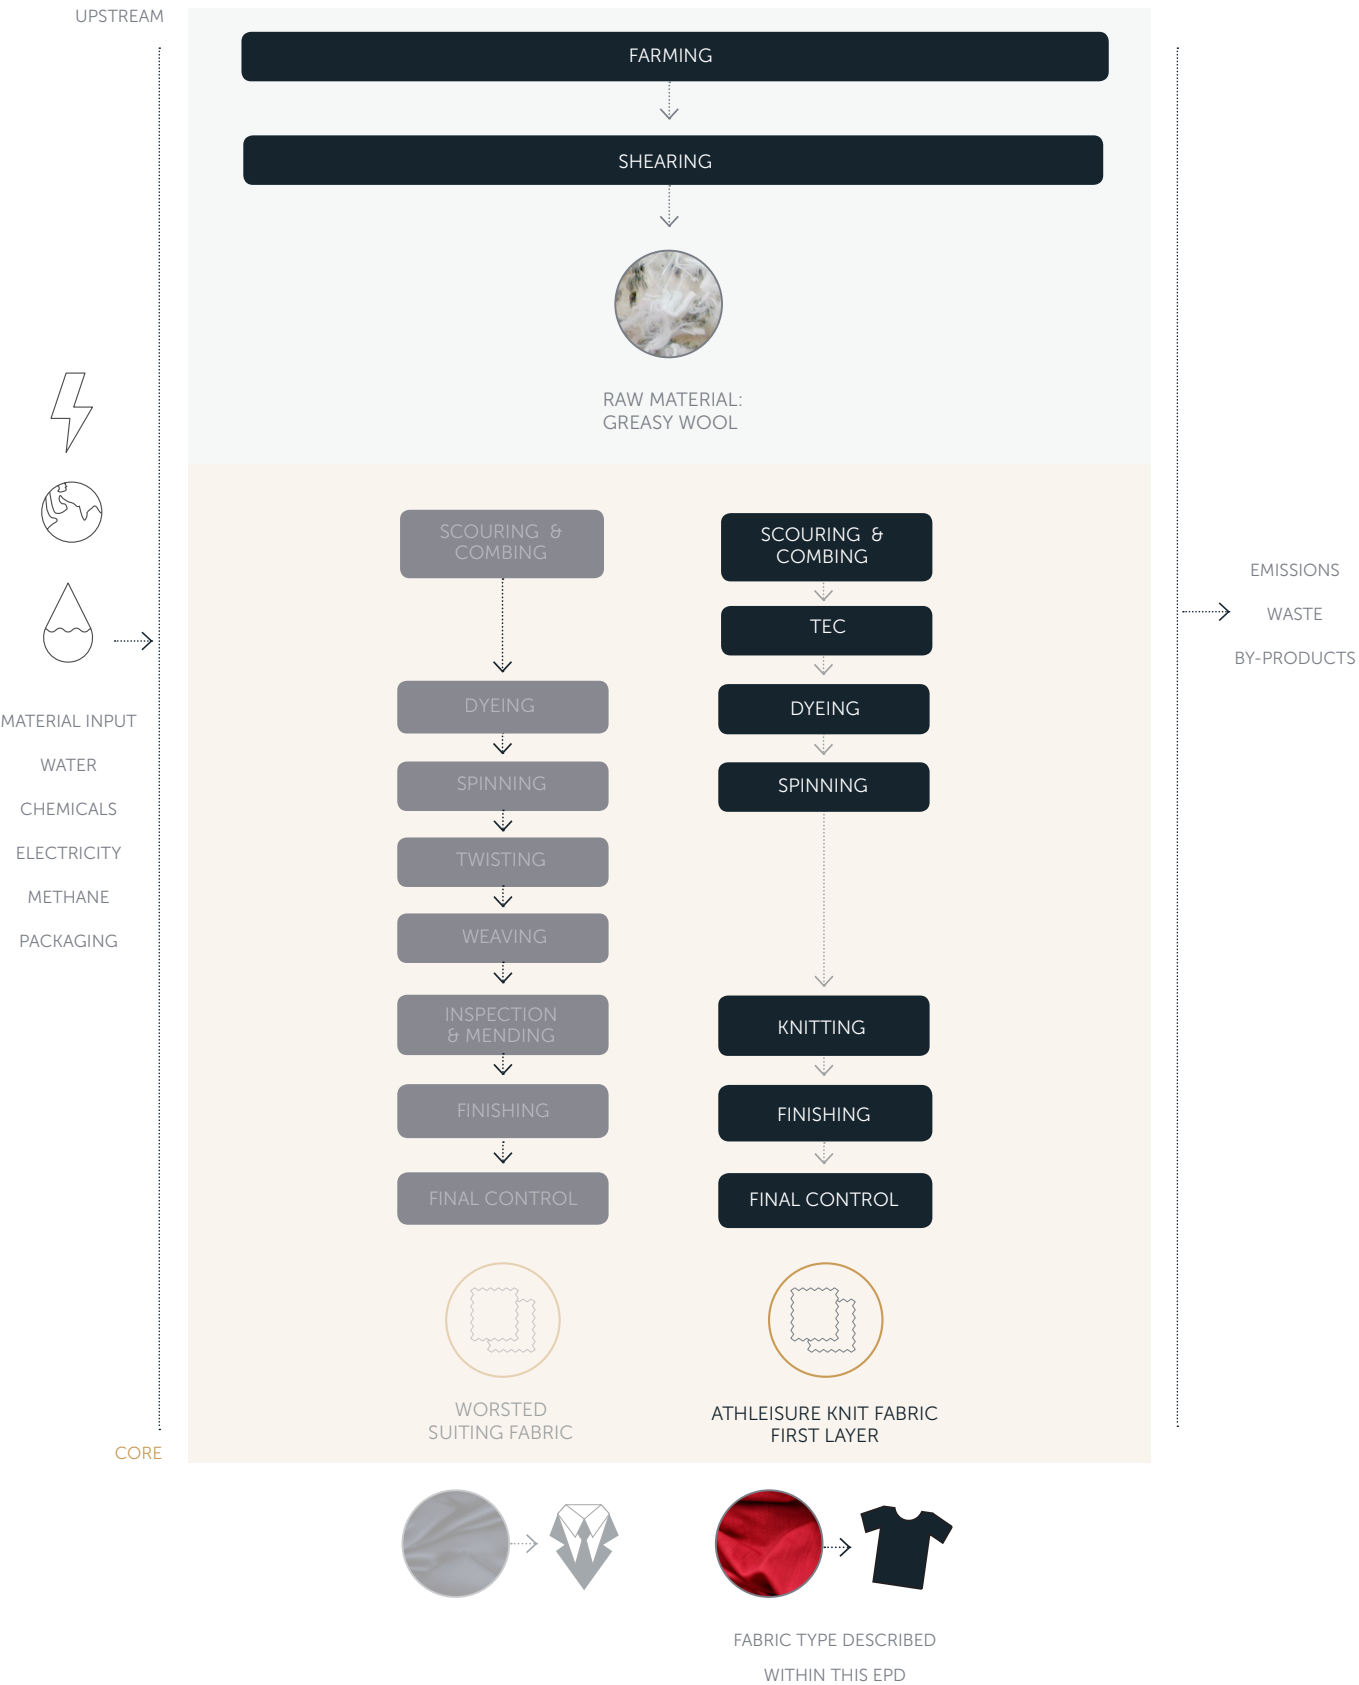 UPSTREAM
FARMING
SHEARING
RAW MATERIAL:
GREASY WOOL
MATERIAL INPUT
WATER
CHEMICALS
ELECTRICITY
METHANE
PACKAGING
SCOURING &
COMBING
DYEING
SPINNING
TWISTING
WEAVING
INSPECTION
& MENDING
FINISHING
FINAL CONTROL
WORSTED
SUITING FABRIC
SCOURING &
COMBING
TEC
DYEING
SPINNING
KNITTING
FINISHING
FINAL CONTROL
ATHLEISURE KNIT FABRIC
FIRST LAYER
EMISSIONS
WASTE
BY-PRODUCTS
CORE
FABRIC TYPE DESCRIBED
WITHIN THIS EPD